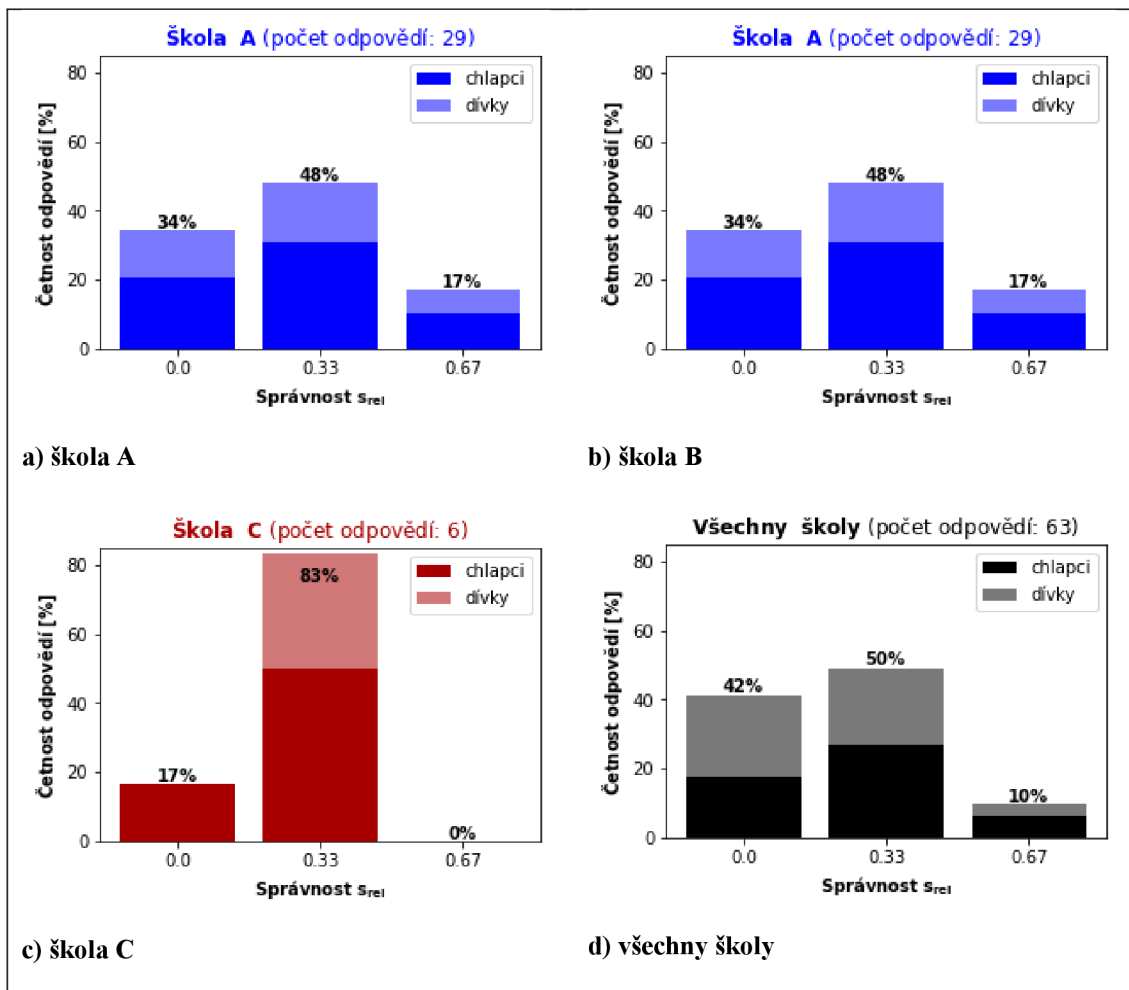 Škola A (počet odpovědí: 29)
chlapci
dívky
Četnost odpovědí [%]
80
60
40
20
0
34%
48%
17%
0.0
0.33
0.67
Správnost s_rel
a) škola A
Škola A (počet odpovědí: 29)
chlapci
dívky
Četnost odpovědí [%]
80
60
40
20
0
34%
48%
17%
0.0
0.33
0.67
Správnost s_rel
b) škola B
Škola C (počet odpovědí: 6)
chlapci
dívky
Četnost odpovědí [%]
80
60
40
20
0
17%
83%
0%
0.0
0.33
0.67
Správnost s_rel
c) škola C
Všechny školy (počet odpovědí: 63)
chlapci
dívky
Četnost odpovědí [%]
80
60
40
20
0
42%
50%
10%
0.0
0.33
0.67
Správnost s_rel
d) všechny školy